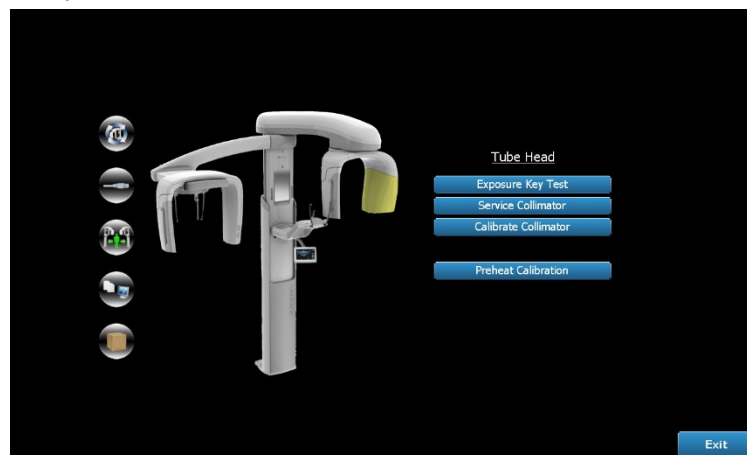 Tube Head
Exposure Key Test
Service Collimator
Calibrate Collimator
Preheat Calibration
Exit